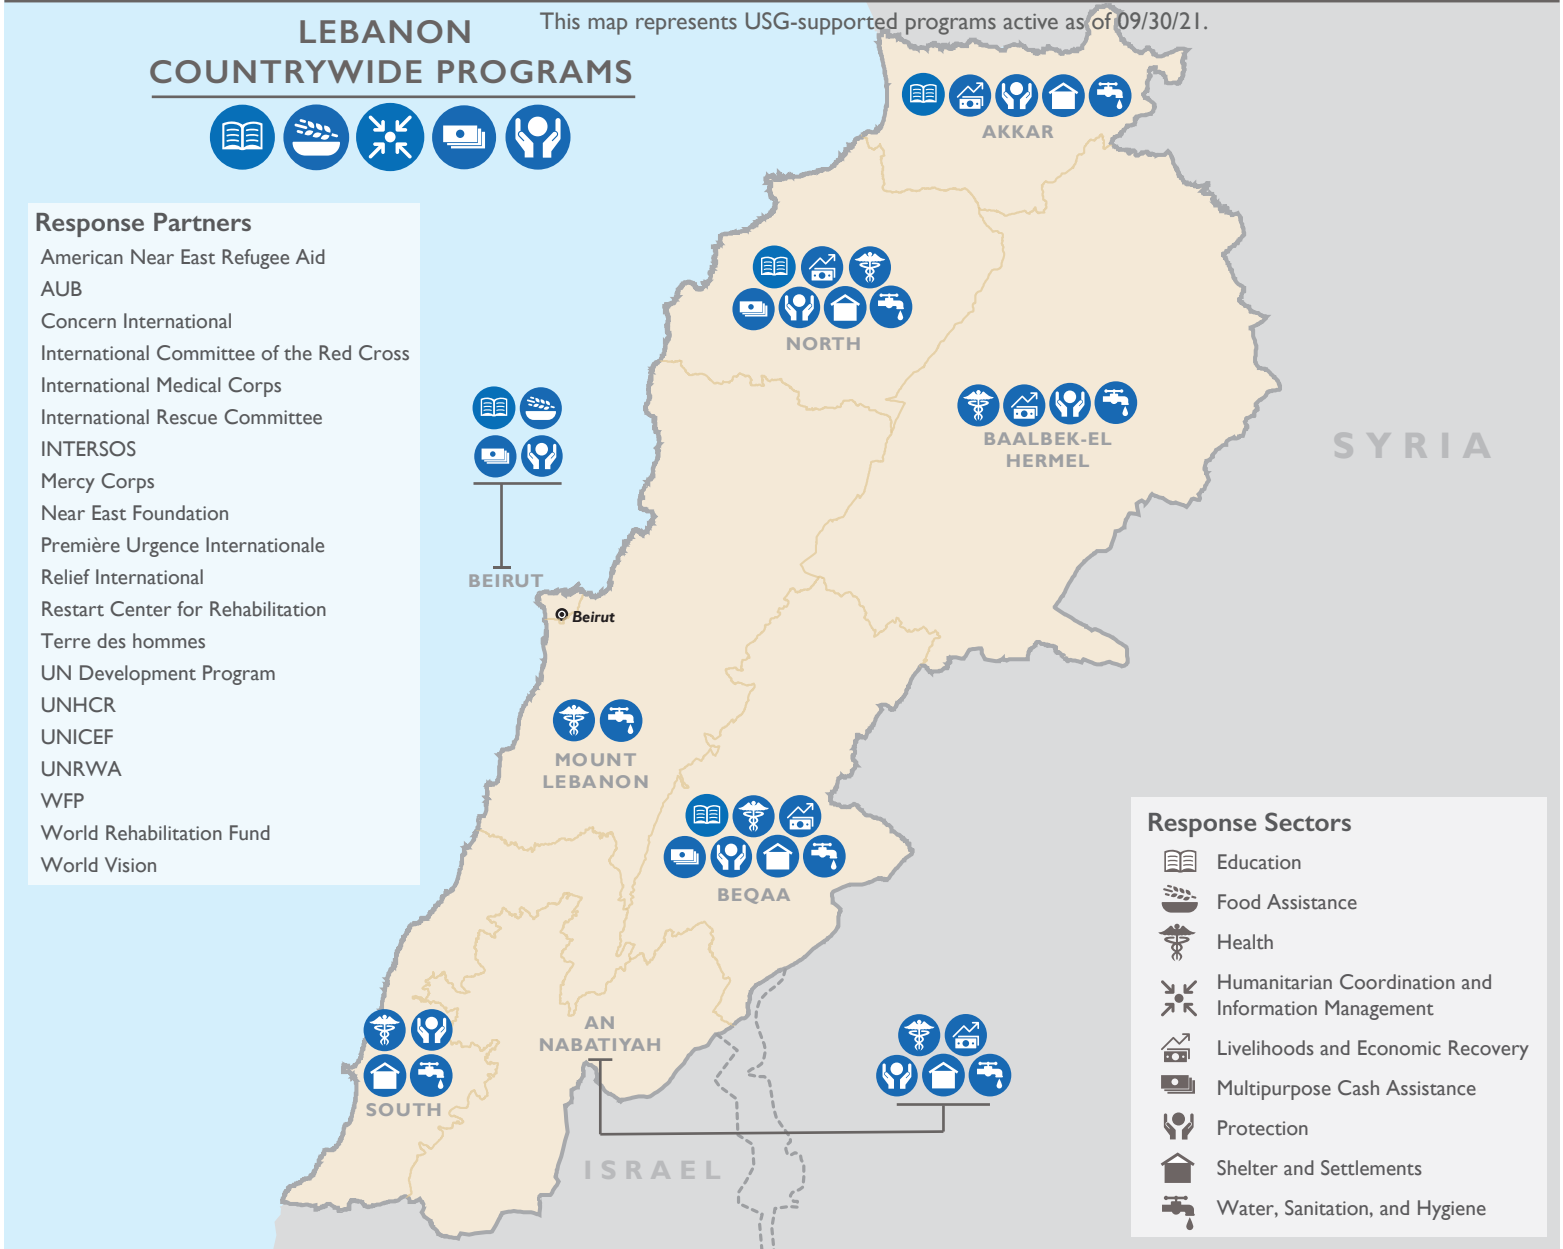 This map represents USG-supported programs active as of 09/30/21.
LEBANON
COUNTRYWIDE PROGRAMS
Response Partners
American Near East Refugee Aid
AUB
Concern International
International Committee of the Red Cross
International Medical Corps
International Rescue Committee
INTERSOS
Mercy Corps
Near East Foundation
Première Urgence Internationale
Relief International
Restart Center for Rehabilitation
Terre des hommes
UN Development Program
UNHCR
UNICEF
UNRWA
WFP
World Rehabilitation Fund
World Vision
AKKAR
NORTH
BAALBEK-EL
HERMEL
SYRIA
BEIRUT
Beirut
MOUNT
LEBANON
BEQAA
AN
NABATIYAH
SOUTH
ISRAEL
Response Sectors
Education
Food Assistance
Health
Humanitarian Coordination and
Information Management
Livelihoods and Economic Recovery
Multipurpose Cash Assistance
Protection
Shelter and Settlements
Water, Sanitation, and Hygiene